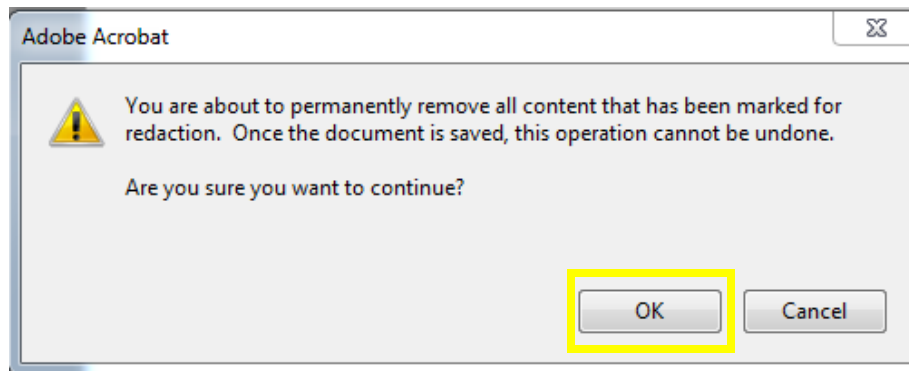 Adobe Acrobat
You are about to permanently remove all content that has been marked for
redaction.  Once the document is saved, this operation cannot be undone.
Are you sure you want to continue?
OK
Cancel